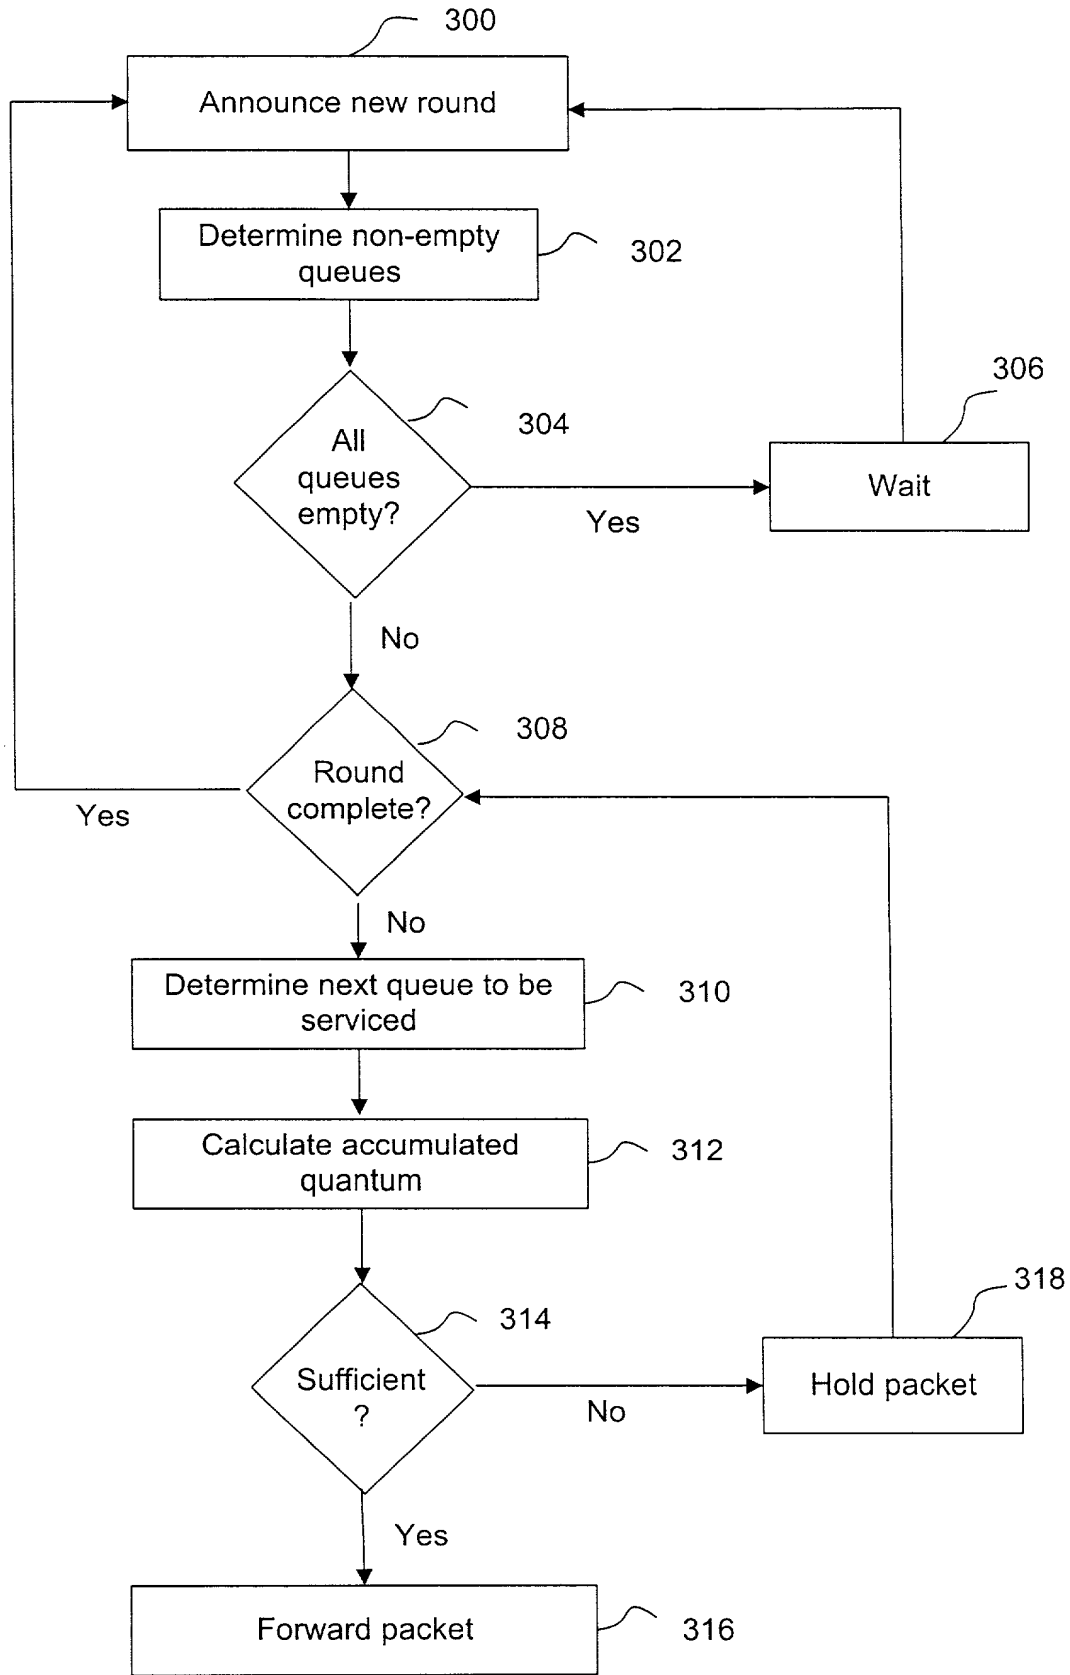 300
Announce new round
Determine non-empty
queues
302
306
304
All
queues
empty?
Wait
Yes
No
308
Round
complete?
Yes
No
Determine next queue to be
serviced
310
Calculate accumulated
quantum
312
318
314
Sufficient
?
Hold packet
No
Yes
Forward packet
316